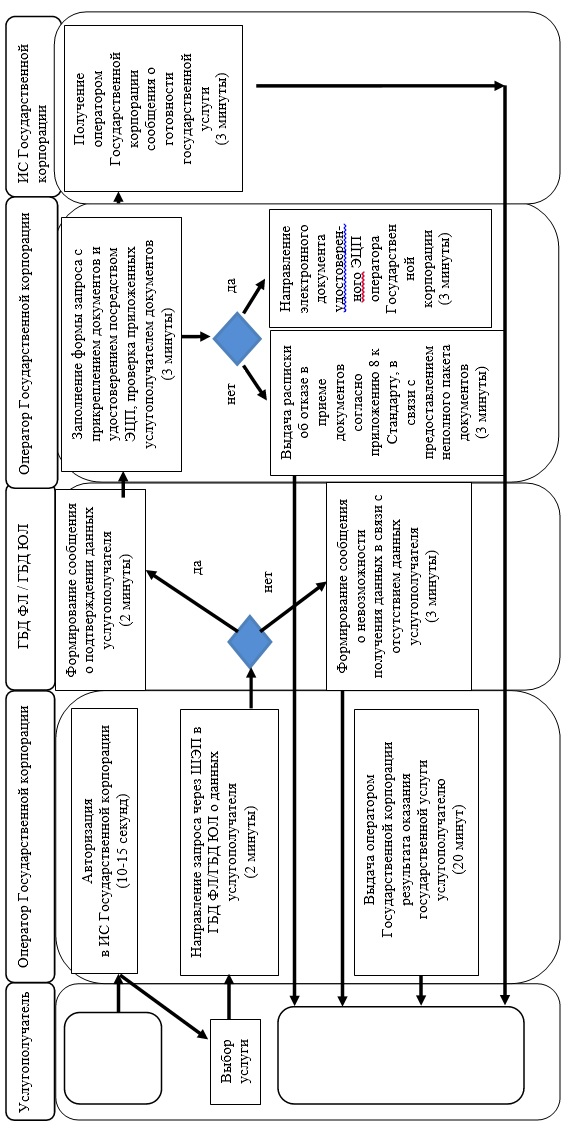 Услугополучатель
Оператор Государственной корпорации
ГБД ФЛ / ГБД ЮЛ
Оператор Государственной корпорации
ИС Государственной
корпорации
Авторизация
в ИС Государственной корпорации
(10-15 секунд)
Выбор
услуги
Направление запроса через ШЭП в
ГБД ФЛ/ГБД ЮЛ о данных
услугополучателя
(2 минуты)
Выдача оператором
Государственной корпорации
результата оказания
государственной услуги
услугополучателю
(20 минут)
Формирование сообщения
о подтверждении данных
услугополучателя
(2 минуты)
да
нет
Формирование сообщения
о невозможности
получения данных в связи с
отсутствием данных
услугополучателя
(3 минуты)
Заполнение формы запроса с
прикреплением документов и
удостоверением посредством
ЭЦП, проверка приложенных
услугополучателем документов
(3 минуты)
нет
да
Выдача расписки
об отказе в
приеме
документов
согласно
приложению 8 к
Стандарту, в
связи с
предоставлением
неполного пакета
документов
(3 минуты)
Направление
электронного
документа
удостоверен-
ного ЭЦП
оператора
Государствен
ной
корпорации
(3 минуты)
Получение
оператором
Государственной
корпорации
сообщения о
готовности
государственной
услуги
(3 минуты)